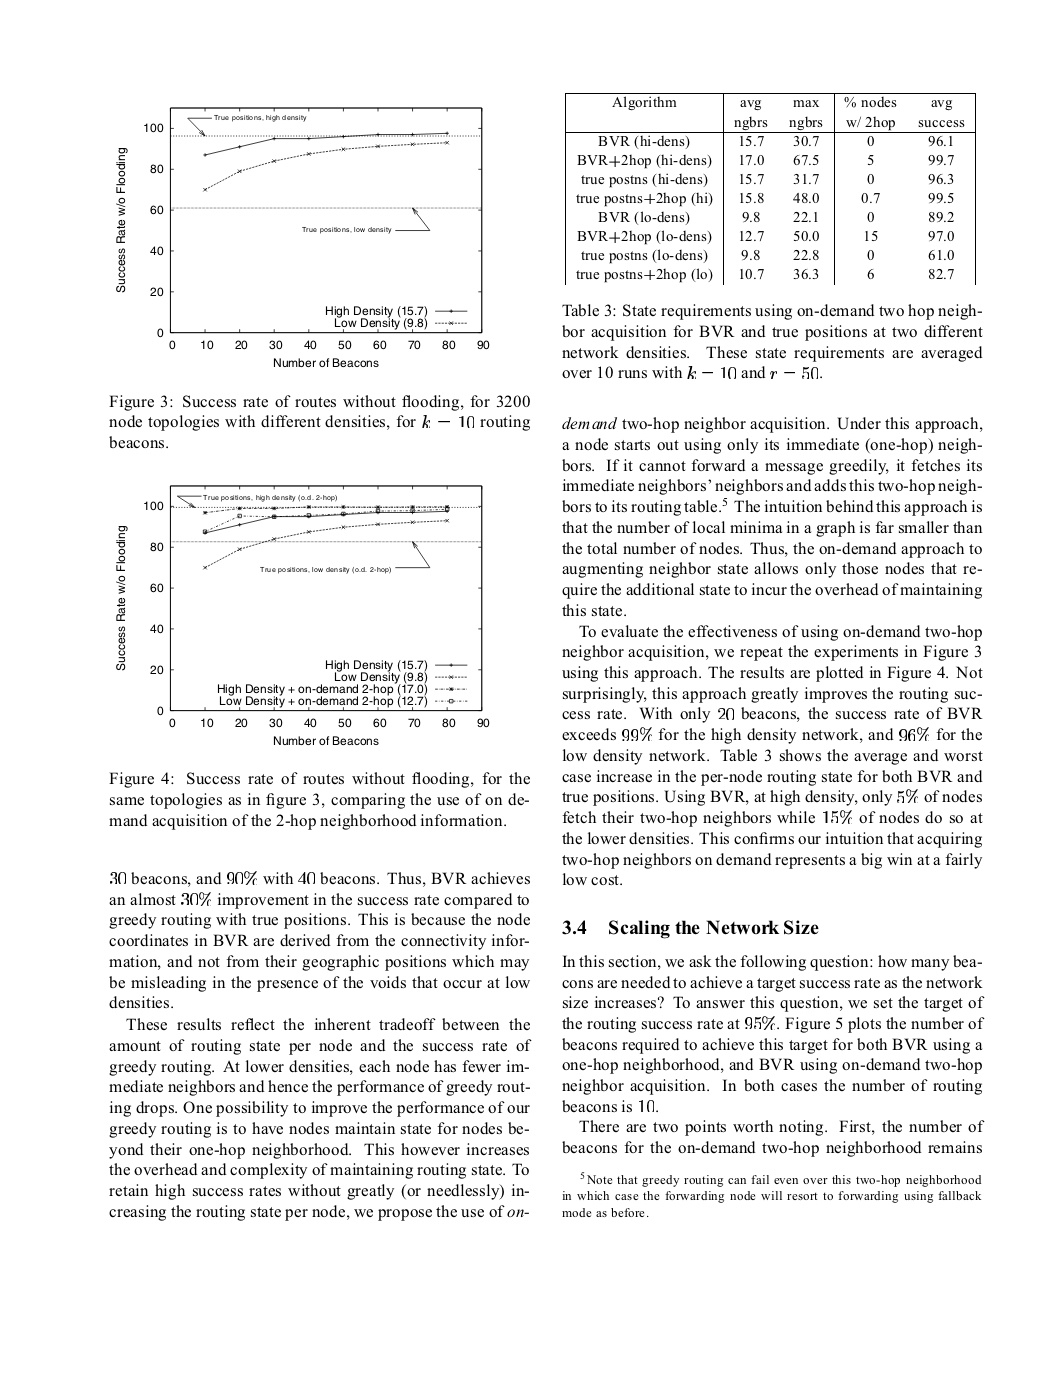 100
80
60
40
20
0
Success Rate w/o Flooding
True positions, high density
True positions, low density
High Density (15.7)
Low Density (9.8)
0 10 20 30 40 50 60 70 80 90
Number of Beacons
Figure 3: Success rate of routes without flooding, for 3200
node topologies with different densities, for k = 10 routing
beacons.
100
80
60
40
20
0
Success Rate w/o Flooding
True positions, high density (o.d. 2-hop)
True positions, low density (o.d. 2-hop)
High Density (15.7)
Low Density (9.8)
High Density + on-demand 2-hop (17.0)
Low Density + on-demand 2-hop (12.7)
0 10 20 30 40 50 60 70 80 90
Number of Beacons
Figure 4: Success rate of routes without flooding, for the
same topologies as in figure 3, comparing the use of on de-
mand acquisition of the 2-hop neighborhood information.
30 beacons, and 90% with 40 beacons. Thus, BVR achieves
an almost 30% improvement in the success rate compared to
greedy routing with true positions. This is because the node
coordinates in BVR are derived from the connectivity infor-
mation, and not from their geographic positions which may
be misleading in the presence of the voids that occur at low
densities.
These results reflect the inherent tradeoff between the
amount of routing state per node and the success rate of
greedy routing. At lower densities, each node has fewer im-
mediate neighbors and hence the performance of greedy rout-
ing drops. One possibility to improve the performance of our
greedy routing is to have nodes maintain state for nodes be-
yond their one-hop neighborhood. This however increases
the overhead and complexity of maintaining routing state. To
retain high success rates without greatly (or needlessly) in-
creasing the routing state per node, we propose the use of on-
Algorithm avg max % nodes avg
ngbrs ngbrs w/ 2hop success
BVR (hi-dens) 15.7 30.7 0 96.1
BVR+2hop (hi-dens) 17.0 67.5 5 99.7
true postns (hi-dens) 15.7 31.7 0 96.3
true postns+2hop (hi) 15.8 48.0 0.7 99.5
BVR (lo-dens) 9.8 22.1 0 89.2
BVR+2hop (lo-dens) 12.7 50.0 15 97.0
true postns (lo-dens) 9.8 22.8 0 61.0
true postns+2hop (lo) 10.7 36.3 6 82.7
Table 3: State requirements using on-demand two hop neigh-
bor acquisition for BVR and true positions at two different
network densities. These state requirements are averaged
over 10 runs with k = 10 and r = 50.
demand two-hop neighbor acquisition. Under this approach,
a node starts out using only its immediate (one-hop) neigh-
bors. If it cannot forward a message greedily, it fetches its
immediate neighbors' neighbors and adds this two-hop neigh-
bors to its routing table.5 The intuition behind this approach is
that the number of local minima in a graph is far smaller than
the total number of nodes. Thus, the on-demand approach to
augmenting neighbor state allows only those nodes that re-
quire the additional state to incur the overhead of maintaining
this state.
To evaluate the effectiveness of using on-demand two-hop
neighbor acquisition, we repeat the experiments in Figure 3
using this approach. The results are plotted in Figure 4. Not
surprisingly, this approach greatly improves the routing suc-
cess rate. With only 20 beacons, the success rate of BVR
exceeds 99% for the high density network, and 96% for the
low density network. Table 3 shows the average and worst
case increase in the per-node routing state for both BVR and
true positions. Using BVR, at high density, only 5% of nodes
fetch their two-hop neighbors while 15% of nodes do so at
the lower densities. This confirms our intuition that acquiring
two-hop neighbors on demand represents a big win at a fairly
low cost.
3.4 Scaling the Network Size
In this section, we ask the following question: how many bea-
cons are needed to achieve a target success rate as the network
size increases? To answer this question, we set the target of
the routing success rate at 95%. Figure 5 plots the number of
beacons required to achieve this target for both BVR using a
one-hop neighborhood, and BVR using on-demand two-hop
neighbor acquisition. In both cases the number of routing
beacons is 10.
There are two points worth noting. First, the number of
beacons for the on-demand two-hop neighborhood remains
5 Note that greedy routing can fail even over this two-hop neighborhood
in which case the forwarding node will resort to forwarding using fallback
mode as before.